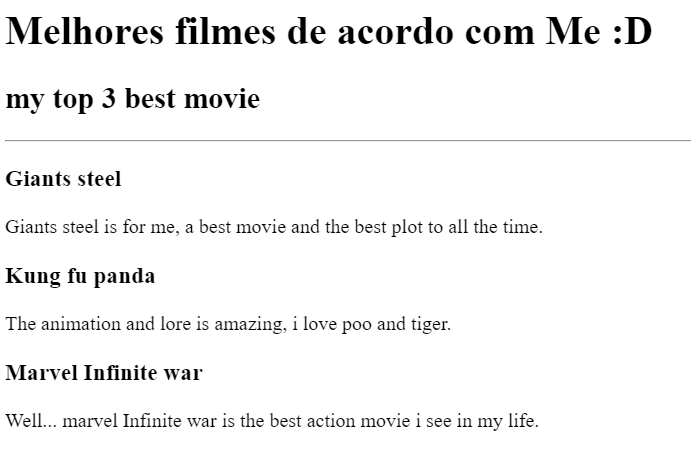 Melhores filmes de acordo com Me :D
my top 3 best movie
Giants steel
Giants steel is for me, a best movie and the best plot to all the time.
Kung fu panda
The animation and lore is amazing, i love poo and tiger.
Marvel Infinite war
Well... marvel Infinite war is the best action movie i see in my life.